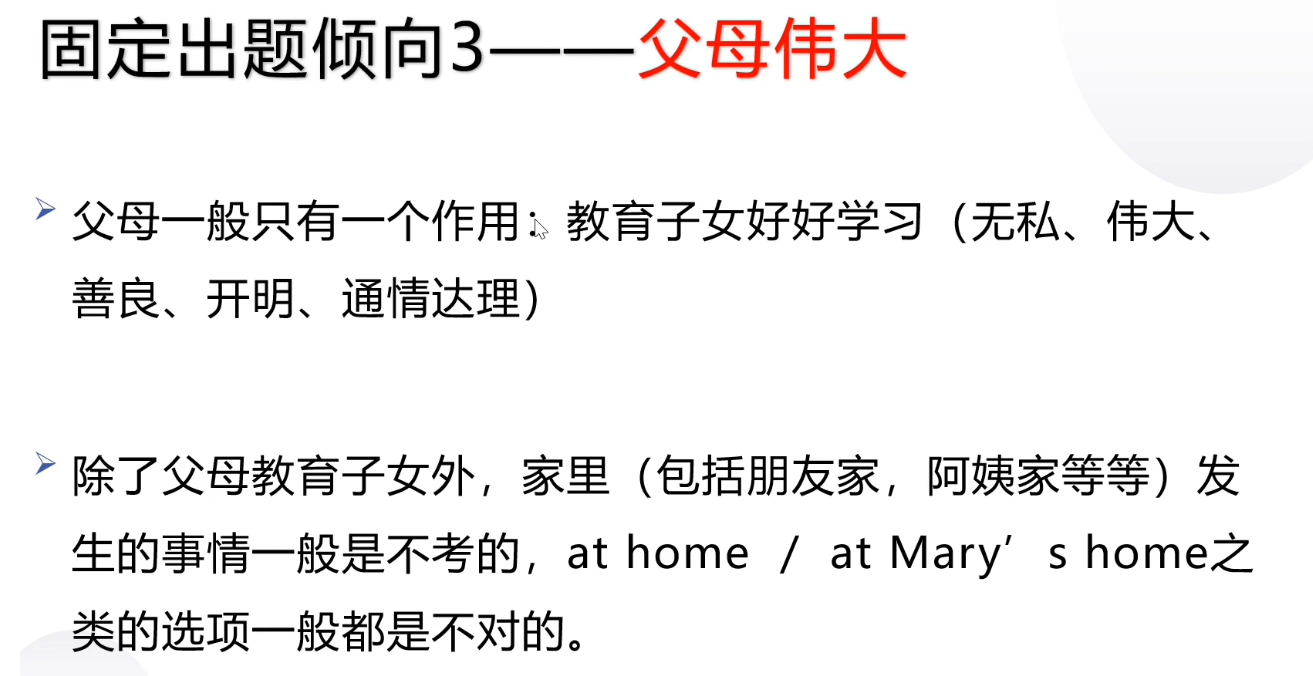 固定出题倾向3——父母伟大
父母一般只有一个作用：教育子女好好学习（无私、伟大、
善良、开明、通情达理）
除了父母教育子女外，家里（包括朋友家，阿姨家等等）发
生的事情一般是不考的，at home / at Mary’s home之
类的选项一般都是不对的。